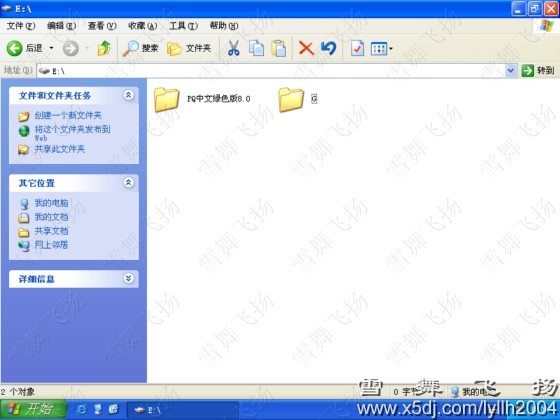 E:\
文件(F) 编辑(E) 查看(V) 收藏(A) 工具(T) 帮助(H)
后退 搜索 文件夹
地址(D) E:\ 转到
文件和文件夹任务
创建一个新文件夹
将这个文件夹发布到
Web
共享此文件夹
其它位置
我的电脑
我的文档
共享文档
网上邻居
详细信息
PQ中文绿色版8.0
G
雪舞飞扬
2 个对象 0 字节 我的电
雪舞飞扬
开始 E:\
www.x5dj.com/lyllh2004